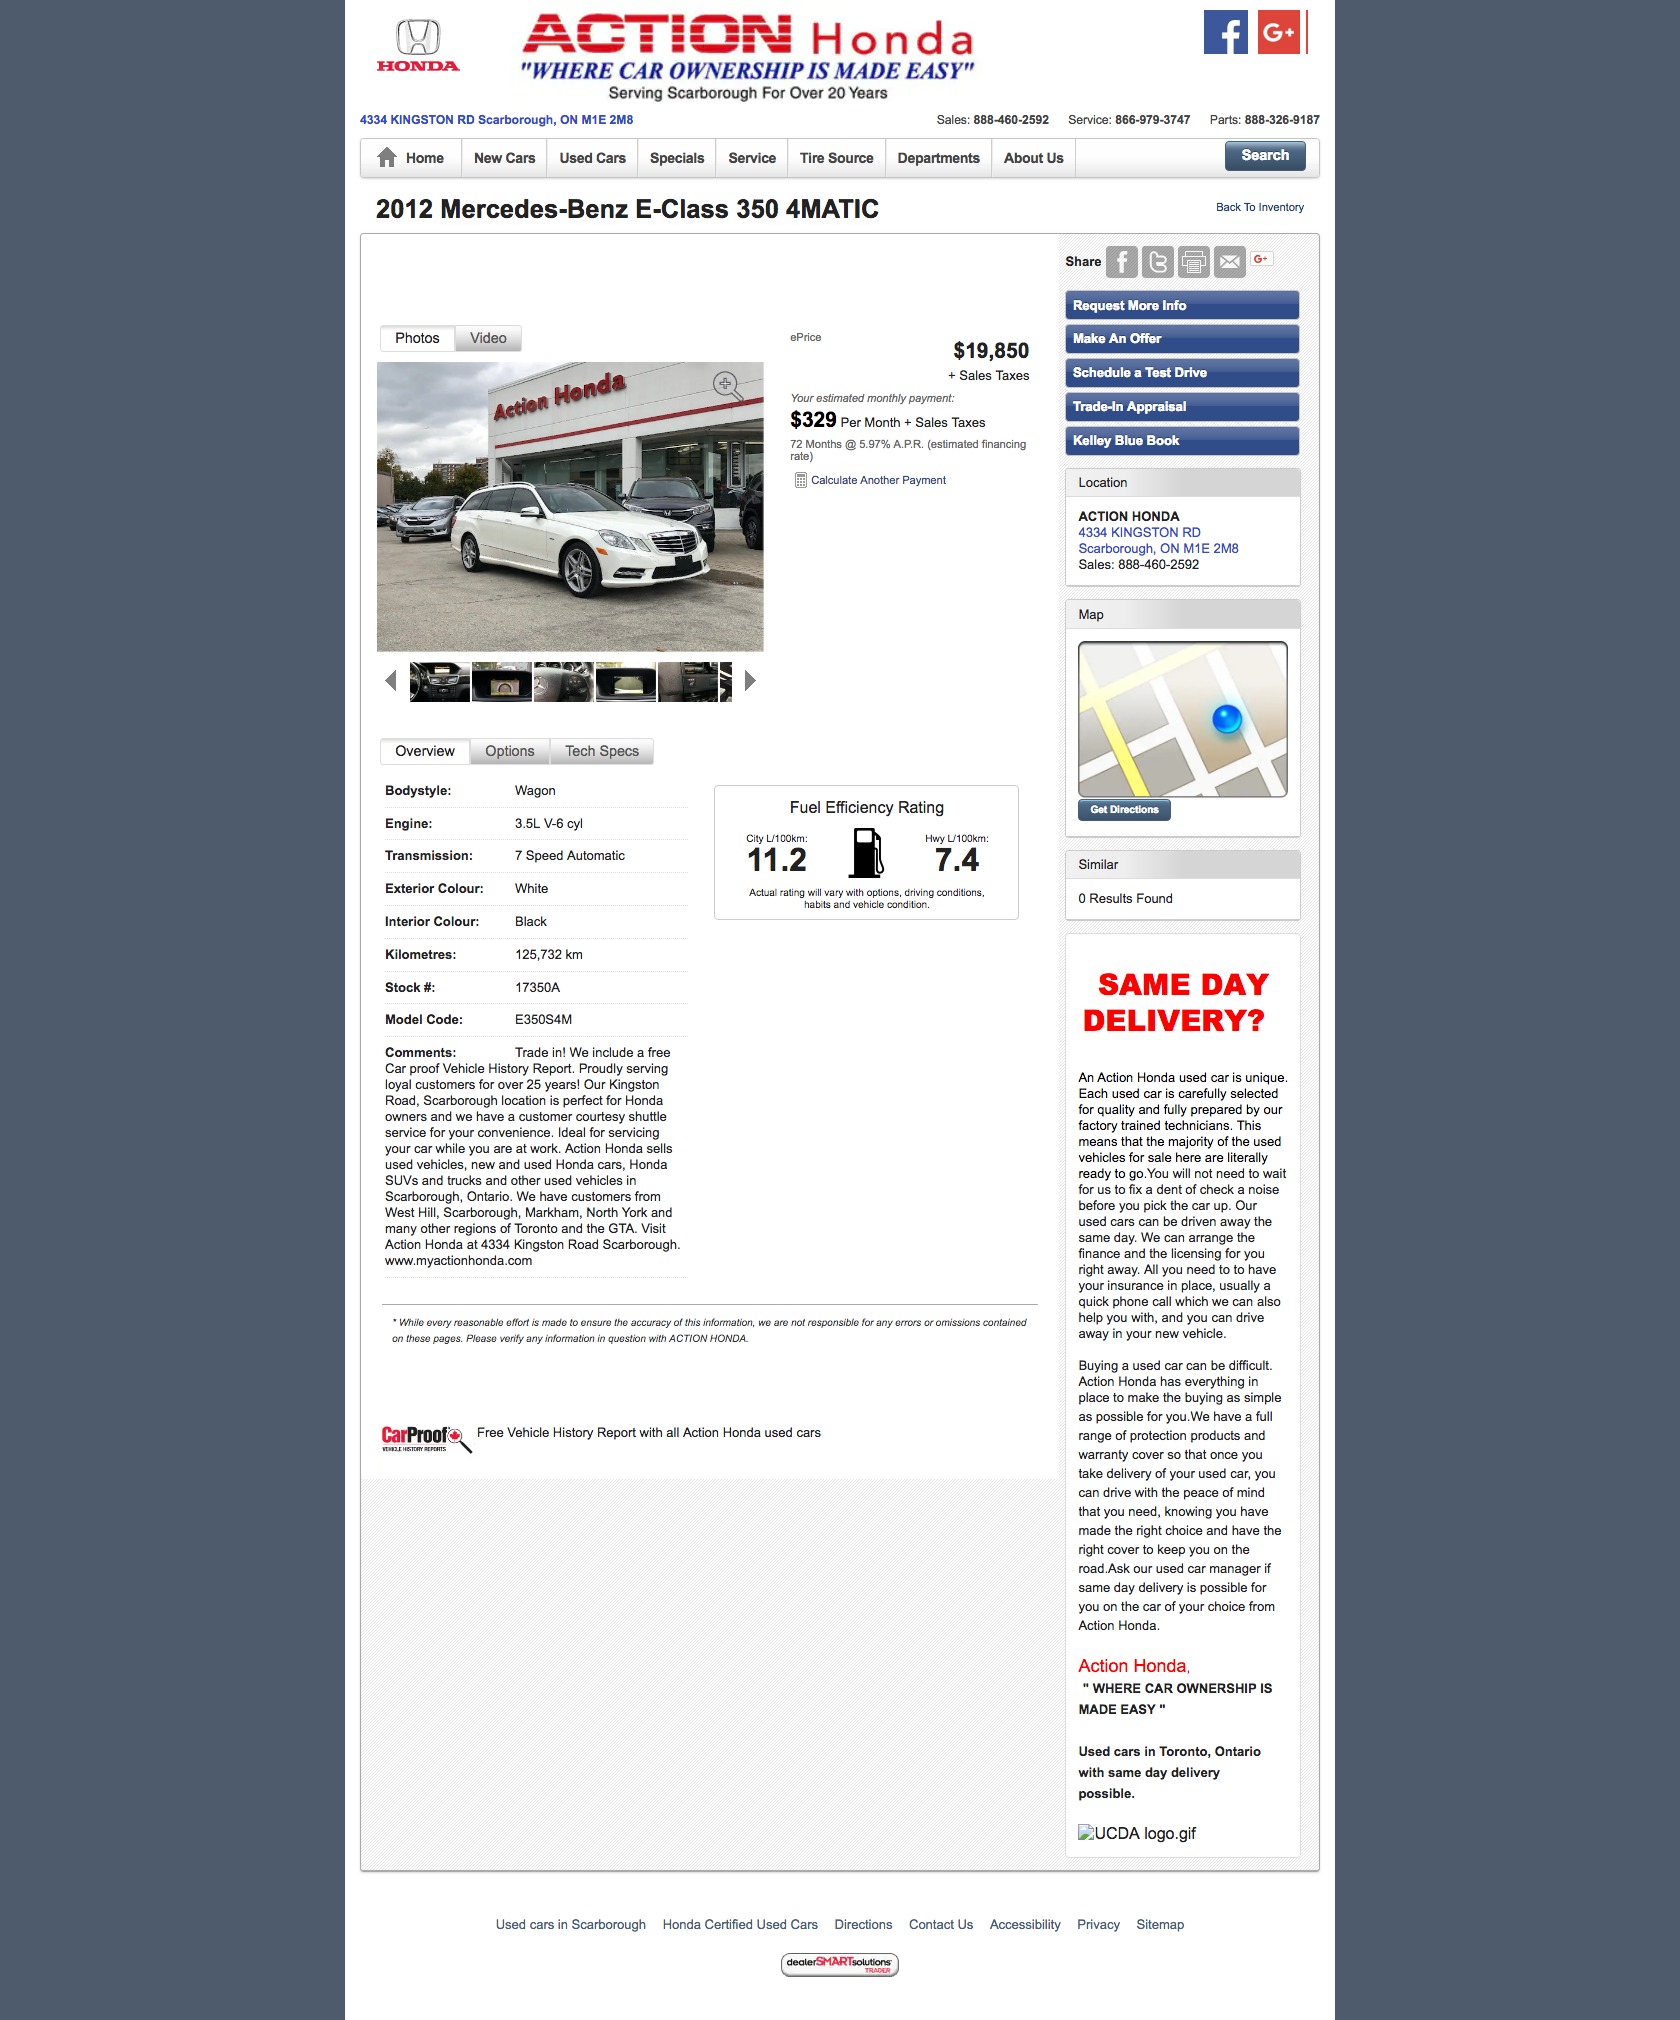 HONDA
ACTION Honda
"WHERE CAR OWNERSHIP IS MADE EASY"
Serving Scarborough For Over 20 Years
G+
4334 KINGSTON RD Scarborough, ON M1E 2M8
Sales: 888-460-2592 Service: 866-979-3747 Parts: 888-326-9187
Home New Cars Used Cars Specials Service Tire Source Departments About Us Search
2012 Mercedes-Benz E-Class 350 4MATIC
Back To Inventory
Share
G+
Request More Info
Make An Offer
Schedule a Test Drive
Trade-In Appraisal
Kelley Blue Book
Photos Video
Action Honda
ePrice
$19,850
+ Sales Taxes
Your estimated monthly payment:
$329 Per Month + Sales Taxes
72 Months @ 5.97% A.P.R. (estimated financing
rate)
Calculate Another Payment
Location
ACTION HONDA
4334 KINGSTON RD
Scarborough, ON M1E 2M8
Sales: 888-460-2592
Map
Get Directions
Similar
0 Results Found
Overview Options Tech Specs
Bodystyle: Wagon
Engine: 3.5L V-6 cyl
Transmission: 7 Speed Automatic
Exterior Colour: White
Interior Colour: Black
Kilometres: 125,732 km
Stock #: 17350A
Model Code: E350S4M
Comments: Trade in! We include a free
Car proof Vehicle History Report. Proudly serving
loyal customers for over 25 years! Our Kingston
Road, Scarborough location is perfect for Honda
owners and we have a customer courtesy shuttle
service for your convenience. Ideal for servicing
your car while you are at work. Action Honda sells
used vehicles, new and used Honda cars, Honda
SUVs and trucks and other used vehicles in
Scarborough, Ontario. We have customers from
West Hill, Scarborough, Markham, North York and
many other regions of Toronto and the GTA. Visit
Action Honda at 4334 Kingston Road Scarborough.
www.myactionhonda.com
Fuel Efficiency Rating
City L/100km: Hwy L/100km:
11.2 7.4
Actual rating will vary with options, driving conditions,
habits and vehicle condition.
* While every reasonable effort is made to ensure the accuracy of this information, we are not responsible for any errors or omissions contained
on these pages. Please verify any information in question with ACTION HONDA.
CarProof
VEHICLE HISTORY REPORTS
Free Vehicle History Report with all Action Honda used cars
SAME DAY
DELIVERY?
An Action Honda used car is unique.
Each used car is carefully selected
for quality and fully prepared by our
factory trained technicians. This
means that the majority of the used
vehicles for sale here are literally
ready to go.You will not need to wait
for us to fix a dent of check a noise
before you pick the car up. Our
used cars can be driven away the
same day. We can arrange the
finance and the licensing for you
right away. All you need to to have
your insurance in place, usually a
quick phone call which we can also
help you with, and you can drive
away in your new vehicle.
Buying a used car can be difficult.
Action Honda has everything in
place to make the buying as simple
as possible for you.We have a full
range of protection products and
warranty cover so that once you
take delivery of your used car, you
can drive with the peace of mind
that you need, knowing you have
made the right choice and have the
right cover to keep you on the
road.Ask our used car manager if
same day delivery is possible for
you on the car of your choice from
Action Honda.
Action Honda,
" WHERE CAR OWNERSHIP IS
MADE EASY "
Used cars in Toronto, Ontario
with same day delivery
possible.
UCDA logo.gif
Used cars in Scarborough Honda Certified Used Cars Directions Contact Us Accessibility Privacy Sitemap
dealerSMARTsolutions
TRADER